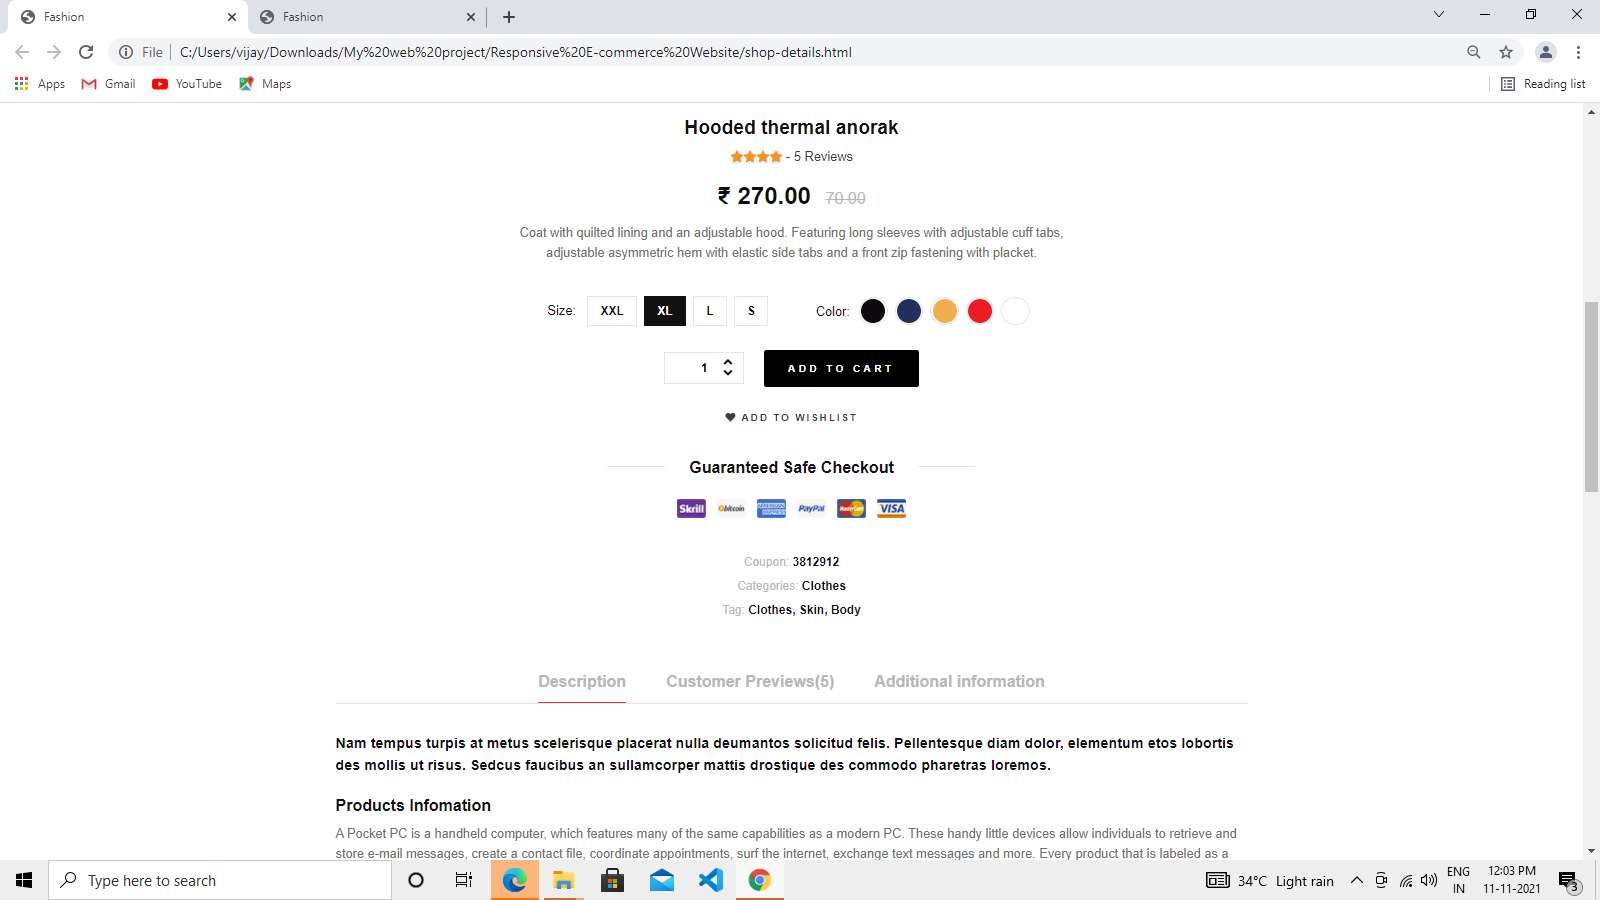 Fashion
Fashion
File
C:/Users/vijay/Downloads/My%20web%20project/Responsive%20E-commerce%20Website/shop-details.html
Apps
Gmail
YouTube
Maps
Reading list
Hooded thermal anorak
- 5 Reviews
₹ 270.00 70.00
Coat with quilted lining and an adjustable hood. Featuring long sleeves with adjustable cuff tabs,
adjustable asymmetric hem with elastic side tabs and a front zip fastening with placket.
Size: XXL XL L S Color:
1 ADD TO CART
ADD TO WISHLIST
Guaranteed Safe Checkout
Skrill bitcoin AMERICAN EXPRESS PayPal MasterCard VISA
Coupon: 3812912
Categories: Clothes
Tag: Clothes, Skin, Body
Description Customer Previews(5) Additional information
Nam tempus turpis at metus scelerisque placerat nulla deumantos solicitud felis. Pellentesque diam dolor, elementum etos lobortis
des mollis ut risus. Sedcus faucibus an sullamcorper mattis drostique des commodo pharetras loremos.
Products Infomation
A Pocket PC is a handheld computer, which features many of the same capabilities as a modern PC. These handy little devices allow individuals to retrieve and
store e-mail messages, create a contact file, coordinate appointments, surf the internet, exchange text messages and more. Every product that is labeled as a
Type here to search
34°C Light rain
ENG
IN
12:03 PM
11-11-2021
3